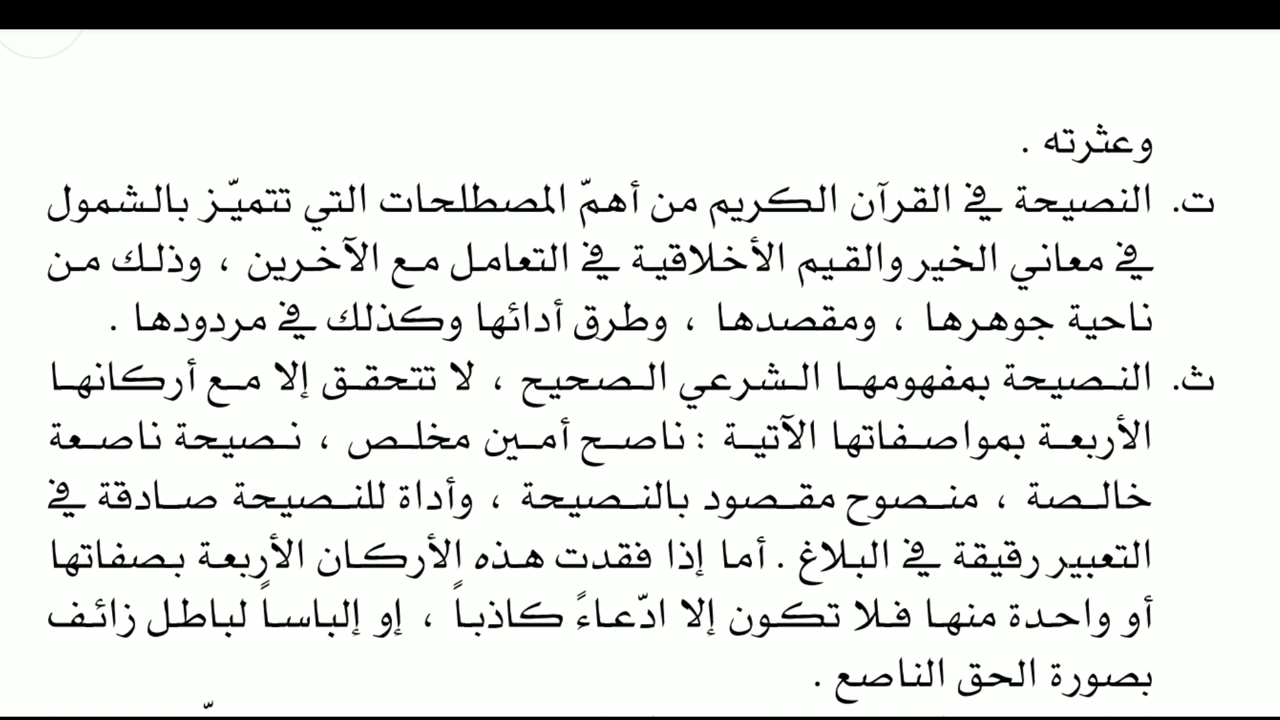 وعثرته .
ت. النصيحة في القرآن الكريم من أهمّ المصطلحات التي تتميّز بالشمول
في معاني الخير والقيم الأخلاقية في التعامل مع الآخرين ، وذلك من
ناحية جوهرها ، ومقصدها ، وطرق أدائها وكذلك في مردودها .
ث. النصيحة بمفهومها الشرعي الصحيح ، لا تتحقق إلا مع أركانها
الأربعة بمواصفاتها الآتية : ناصح أمين مخلص ، نصيحة ناصعة
خالصة ، منصوح مقصود بالنصيحة ، وأداة للنصيحة صادقة في
التعبير رقيقة في البلاغ . أما إذا فقدت هذه الأركان الأربعة بصفاتها
أو واحدة منها فلا تكون إلا ادّعاءً كاذباً ، إو إلباساً لباطل زائف
بصورة الحق الناصع .